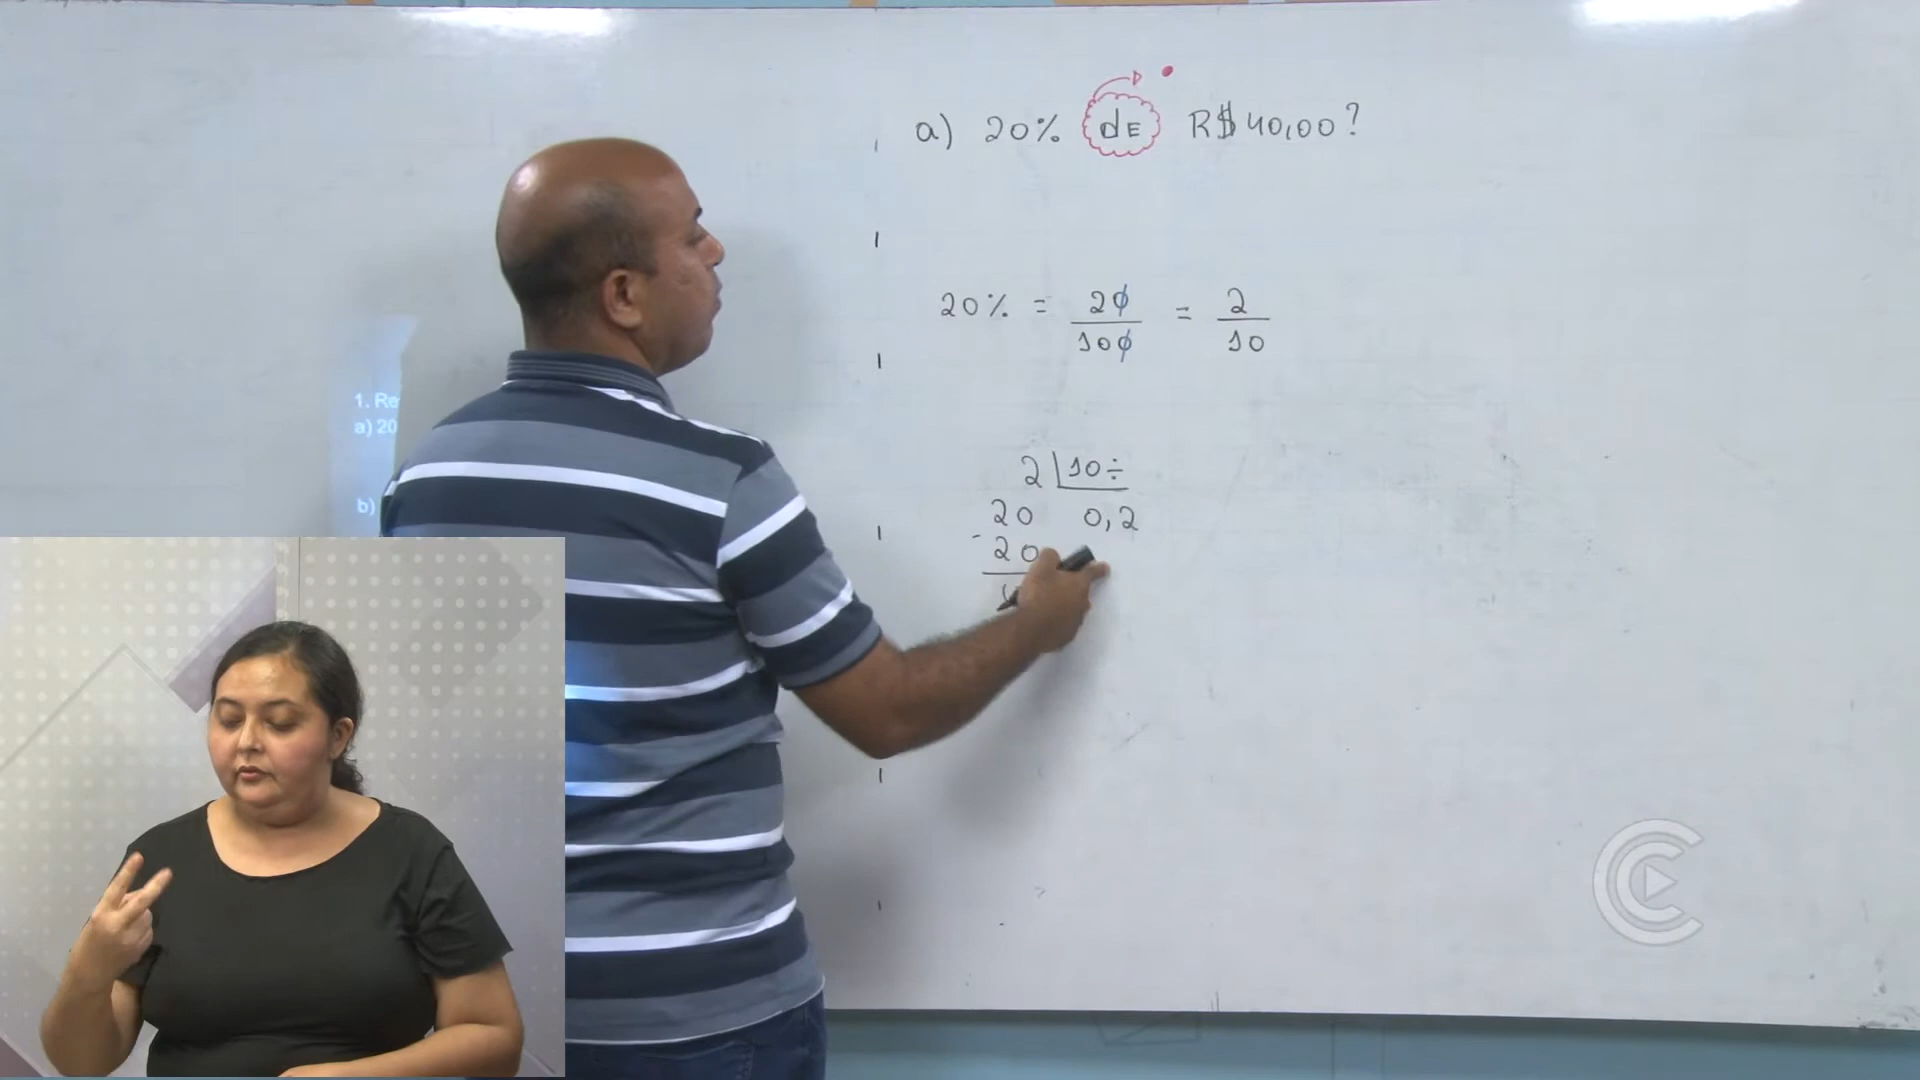 a) 20% dE R$40,00?
20% = 20/100 = 2/10
2 10÷
20 0,2
- 20
1. Re
a) 20
b)